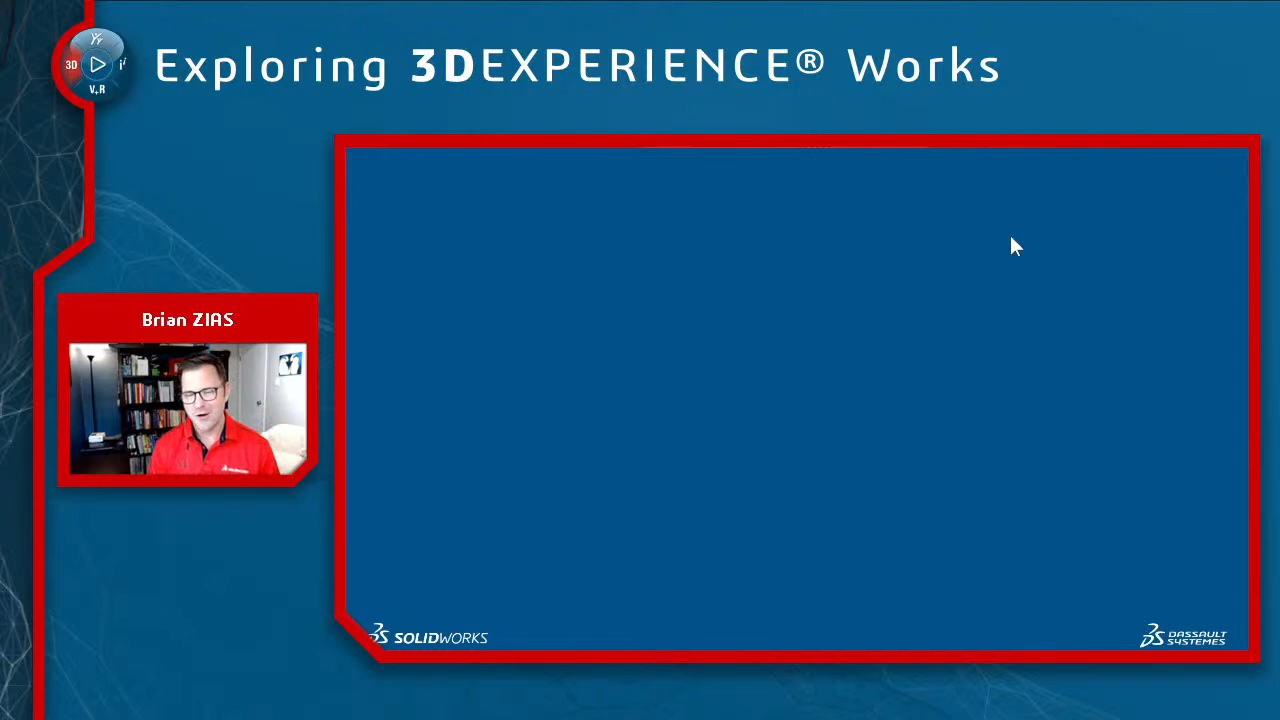 Exploring 3DEXPERIENCE® Works
3D
V,R
Brian ZIAS
SOLIDWORKS
DASSAULT
SYSTEMES